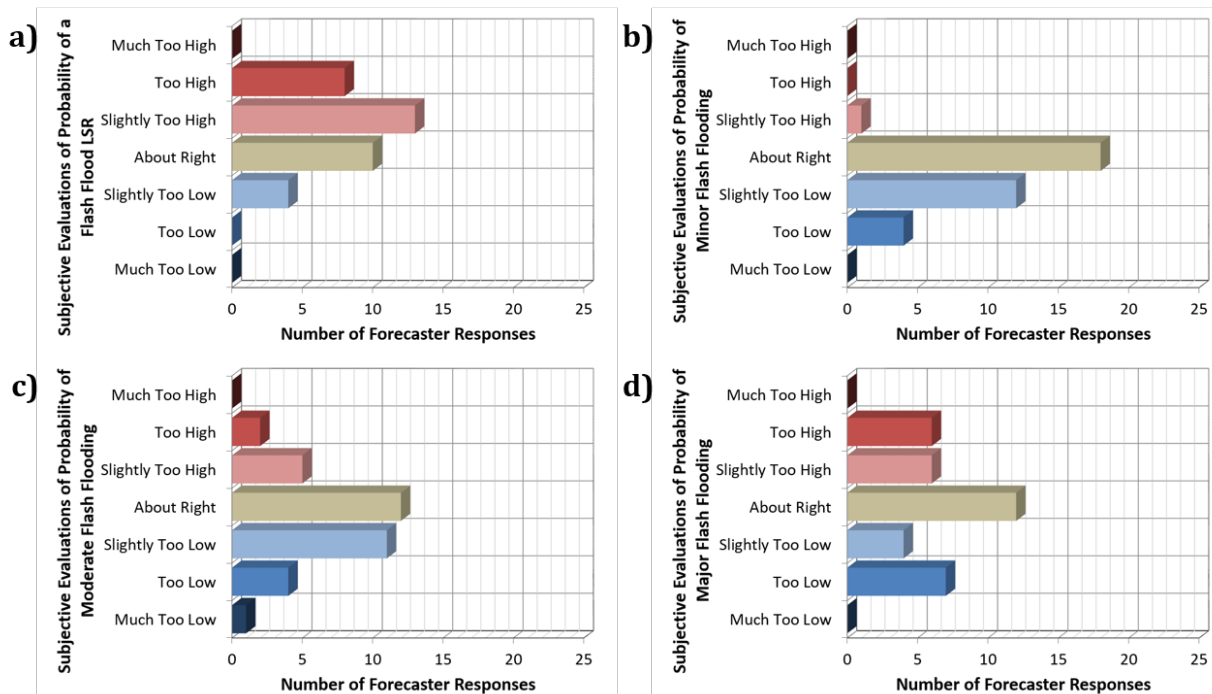 a)
Subjective Evaluations of Probability of a
Flash Flood LSR
Much Too High
Too High
Slightly Too High
About Right
Slightly Too Low
Too Low
Much Too Low
0 5 10 15 20 25
Number of Forecaster Responses
b)
Subjective Evaluations of Probability of
Minor Flash Flooding
Much Too High
Too High
Slightly Too High
About Right
Slightly Too Low
Too Low
Much Too Low
0 5 10 15 20 25
Number of Forecaster Responses
c)
Subjective Evaluations of Probability of
Moderate Flash Flooding
Much Too High
Too High
Slightly Too High
About Right
Slightly Too Low
Too Low
Much Too Low
0 5 10 15 20 25
Number of Forecaster Responses
d)
Subjective Evaluations of Probability of
Major Flash Flooding
Much Too High
Too High
Slightly Too High
About Right
Slightly Too Low
Too Low
Much Too Low
0 5 10 15 20 25
Number of Forecaster Responses